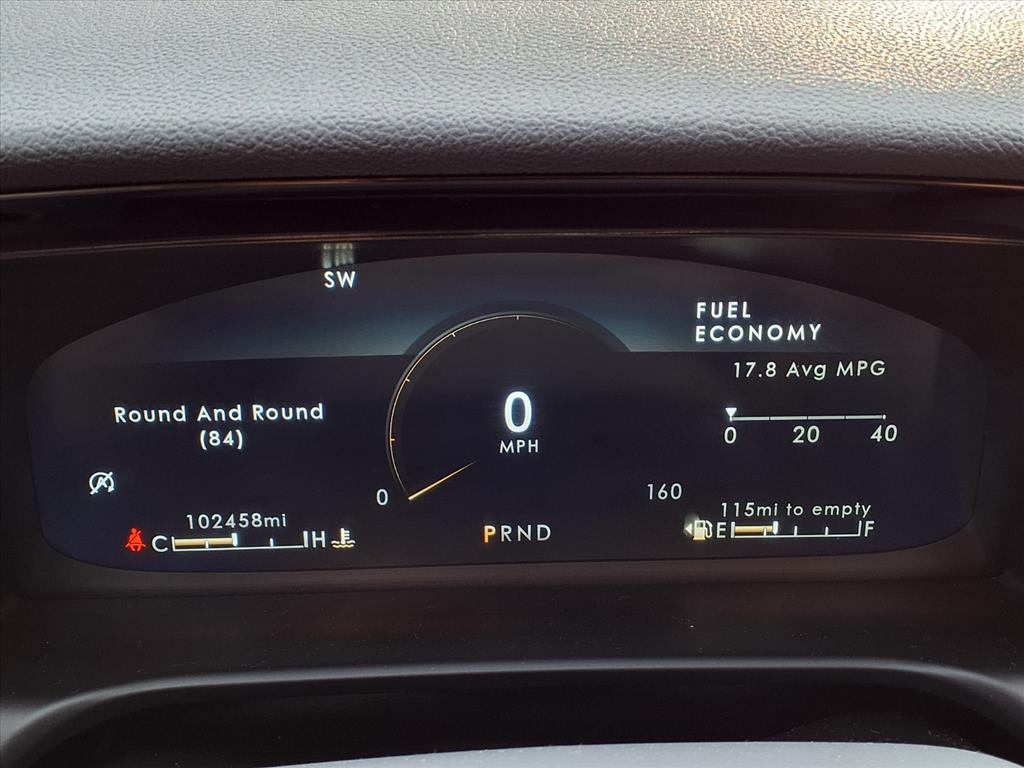 SW
FUEL
ECONOMY
17.8 Avg MPG
0 20 40
Round And Round
(84)
0
MPH
0
160
102458mi
C H
PRND
115mi to empty
E F